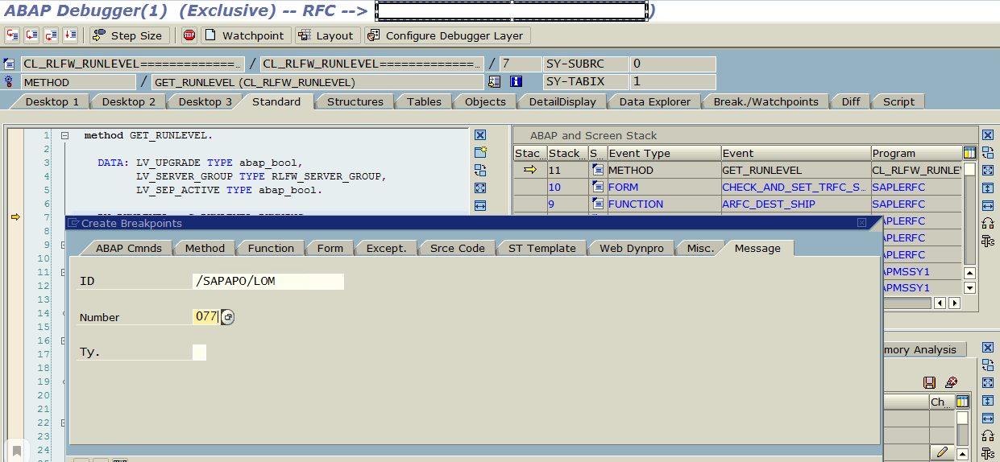 ABAP Debugger(1) (Exclusive) -- RFC --> )
Step Size Watchpoint Layout Configure Debugger Layer
CL_RLFW_RUNLEVEL=============… / CL_RLFW_RUNLEVEL=============… / 7 SY-SUBRC 0
METHOD / GET_RUNLEVEL (CL_RLFW_RUNLEVEL) SY-TABIX 1
Desktop 1 Desktop 2 Desktop 3 Standard Structures Tables Objects DetailDisplay Data Explorer Break./Watchpoints Diff Script
1 method GET_RUNLEVEL.
2
3 DATA: LV_UPGRADE TYPE abap_bool,
4 LV_SERVER_GROUP TYPE RLFW_SERVER_GROUP,
5 LV_SEP_ACTIVE TYPE abap_bool.
6
7
8
9
10
11
12
13
14
15
16
17
18
19
20
21
22
23
24
ABAP and Screen Stack
Stac… Stack… S… Event Type Event Program
11 METHOD GET_RUNLEVEL CL_RLFW_RUNLE
10 FORM CHECK_AND_SET_TRFC_S… SAPLERFC
9 FUNCTION ARFC_DEST_SHIP SAPLERFC
APLERFC
APLERFC
APLERFC
APMSSY1
APMSSY1
Create Breakpoints
ABAP Cmnds Method Function Form Except. Srce Code ST Template Web Dynpro Misc. Message
ID /SAPAPO/LOM
Number 077
Ty.
mory Analysis
Ch…